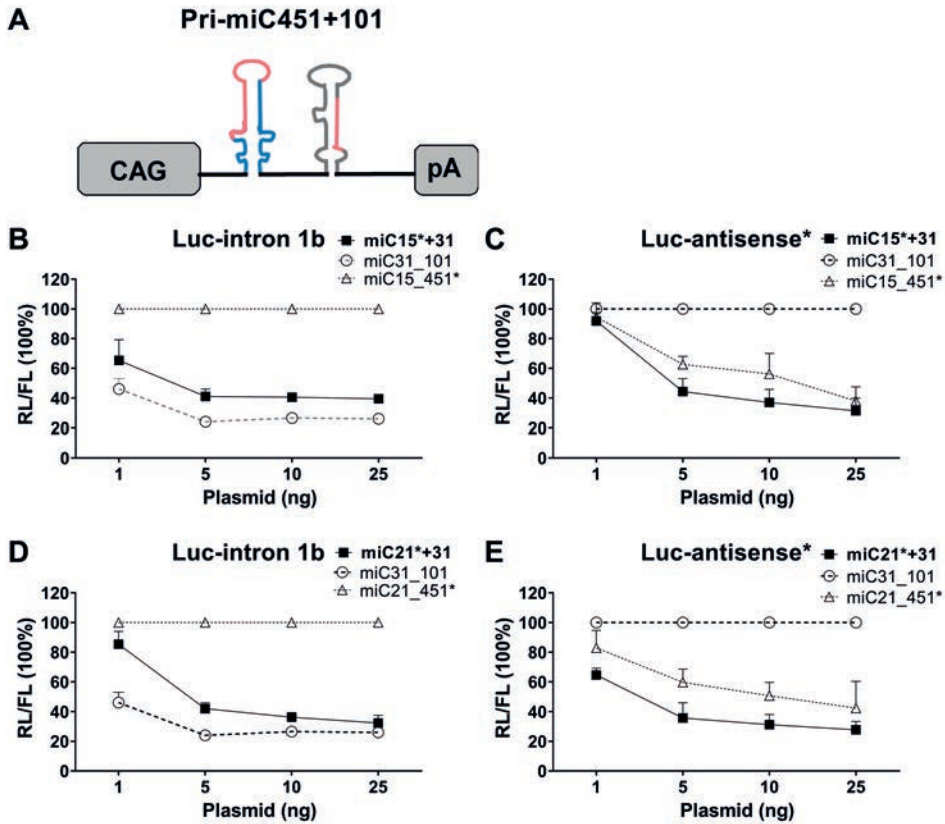 A
Pri-miC451+101
CAG
pA
B
Luc-intron 1b
miC15*+31
miC31_101
miC15_451*
RL/FL (100%)
120
100
80
60
40
20
0
1 5 10 25
Plasmid (ng)
C
Luc-antisense*
miC15*+31
miC31_101
miC15_451*
RL/FL (100%)
120
100
80
60
40
20
0
1 5 10 25
Plasmid (ng)
D
Luc-intron 1b
miC21*+31
miC31_101
miC21_451*
RL/FL (100%)
120
100
80
60
40
20
0
1 5 10 25
Plasmid (ng)
E
Luc-antisense*
miC21*+31
miC31_101
miC21_451*
RL/FL (100%)
120
100
80
60
40
20
0
1 5 10 25
Plasmid (ng)